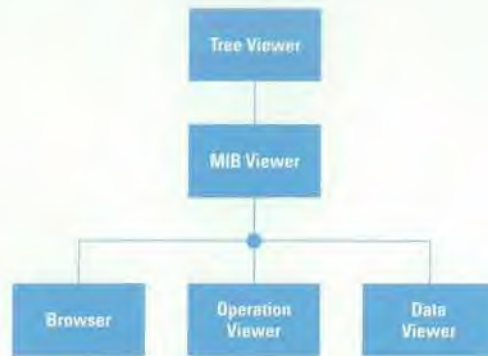 Tree Viewer
MIB Viewer
Browser
Operation
Viewer
Data
Viewer